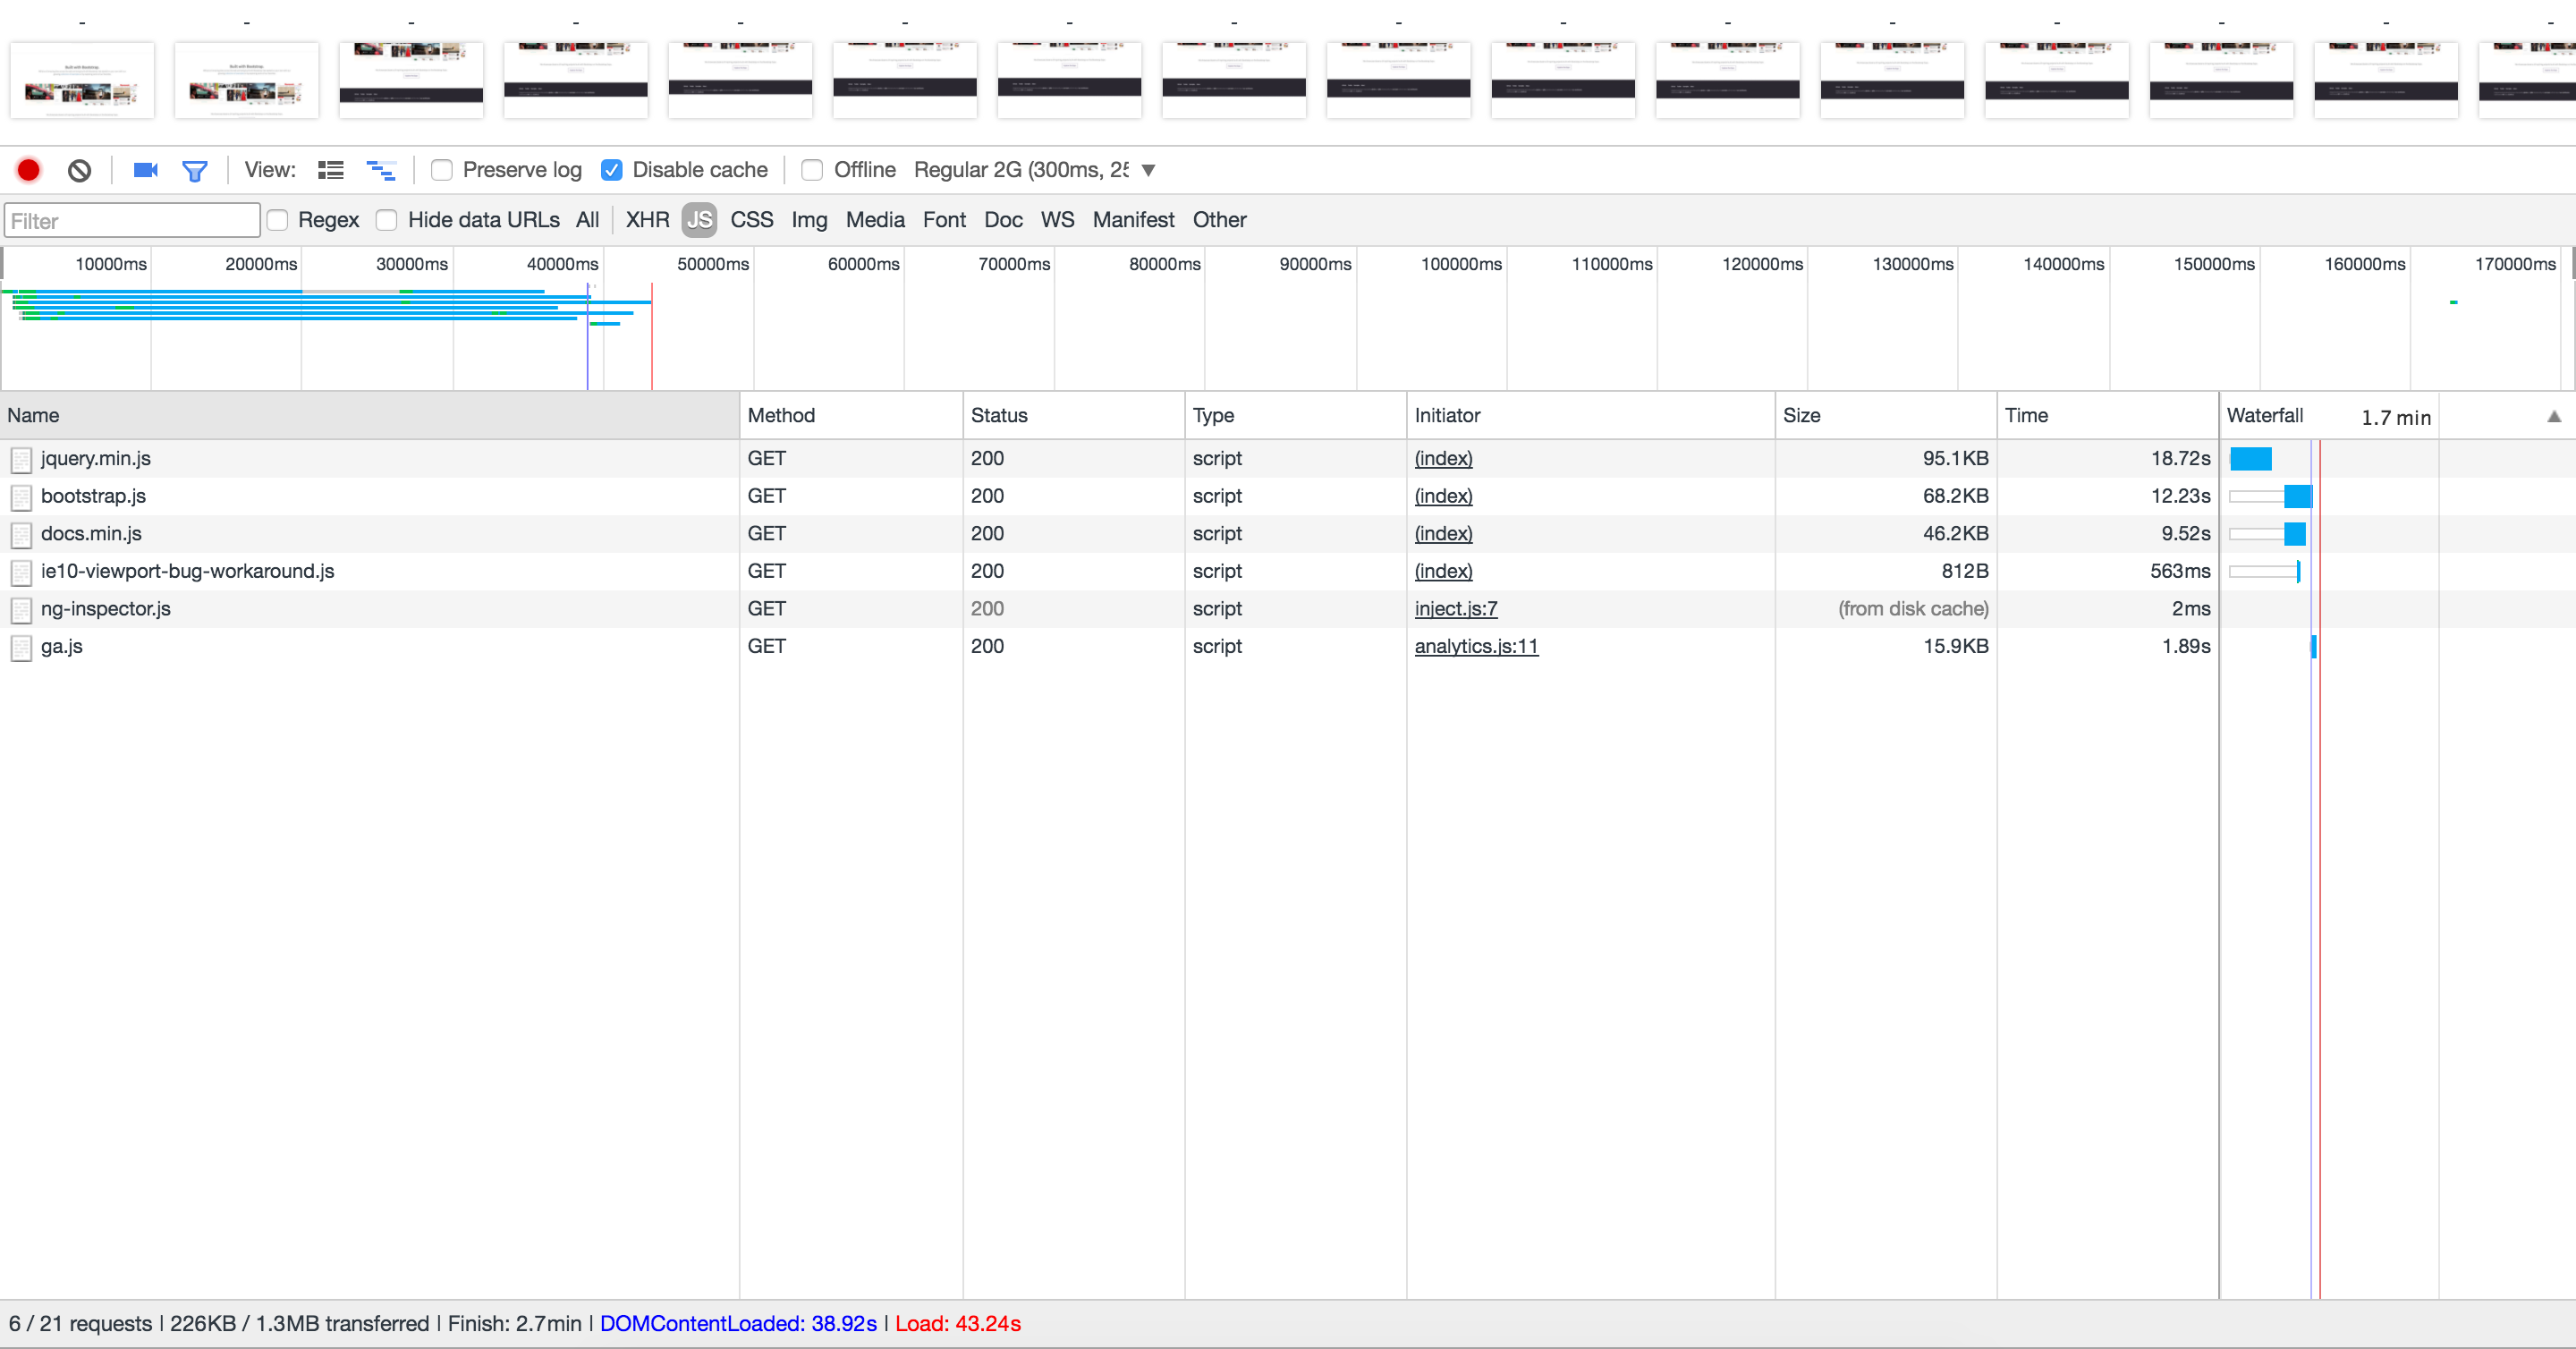 - - - - - - - - - - - - - - - -
Built with Bootstrap. Built with Bootstrap.
View: Preserve log Disable cache Offline Regular 2G (300ms, 25 ▼
Filter Regex Hide data URLs All XHR JS CSS Img Media Font Doc WS Manifest Other
10000ms 20000ms 30000ms 40000ms 50000ms 60000ms 70000ms 80000ms 90000ms 100000ms 110000ms 120000ms 130000ms 140000ms 150000ms 160000ms 170000ms
Name Method Status Type Initiator Size Time Waterfall 1.7 min ▲
jquery.min.js GET 200 script (index) 95.1KB 18.72s
bootstrap.js GET 200 script (index) 68.2KB 12.23s
docs.min.js GET 200 script (index) 46.2KB 9.52s
ie10-viewport-bug-workaround.js GET 200 script (index) 812B 563ms
ng-inspector.js GET 200 script inject.js:7 (from disk cache) 2ms
ga.js GET 200 script analytics.js:11 15.9KB 1.89s
6 / 21 requests | 226KB / 1.3MB transferred | Finish: 2.7min | DOMContentLoaded: 38.92s | Load: 43.24s